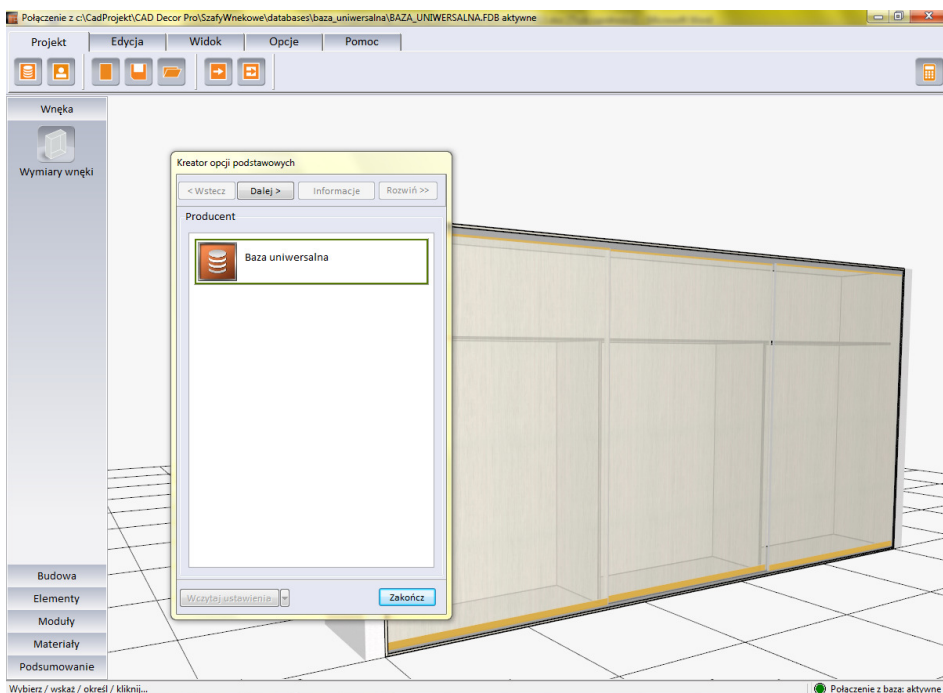 Połączenie z c:\CadProjekt\CAD Decor Pro\SzafyWnekowe\databases\baza_uniwersalna\BAZA_UNIWERSALNA.FDB aktywne
Projekt Edycja Widok Opcje Pomoc
Wnęka
Wymiary wnęki
Kreator opcji podstawowych
< Wstecz Dalej > Informacje Rozwiń >>
Producent
Baza uniwersalna
Wczytaj ustawienia Zakończ
Budowa
Elementy
Moduły
Materiały
Podsumowanie
Wybierz / wskaż / określ / kliknij... Połączenie z bazą: aktywne